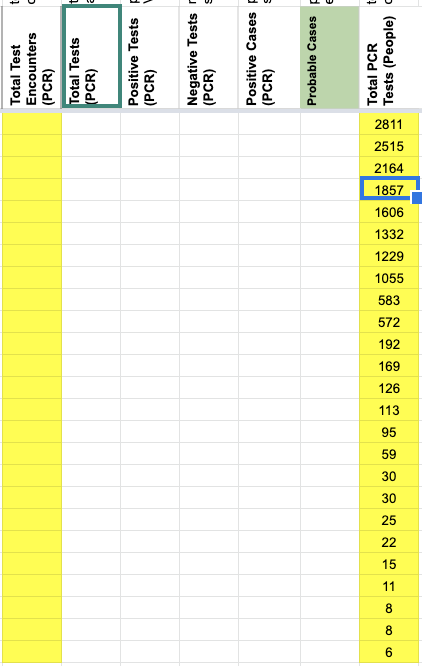 Total Test
Encounters
(PCR)
Total Tests
(PCR)
Positive Tests
(PCR)
Negative Tests
(PCR)
Positive Cases
(PCR)
Probable Cases
Total PCR
Tests (People)
2811
2515
2164
1857
1606
1332
1229
1055
583
572
192
169
126
113
95
59
30
30
25
22
15
11
8
8
6